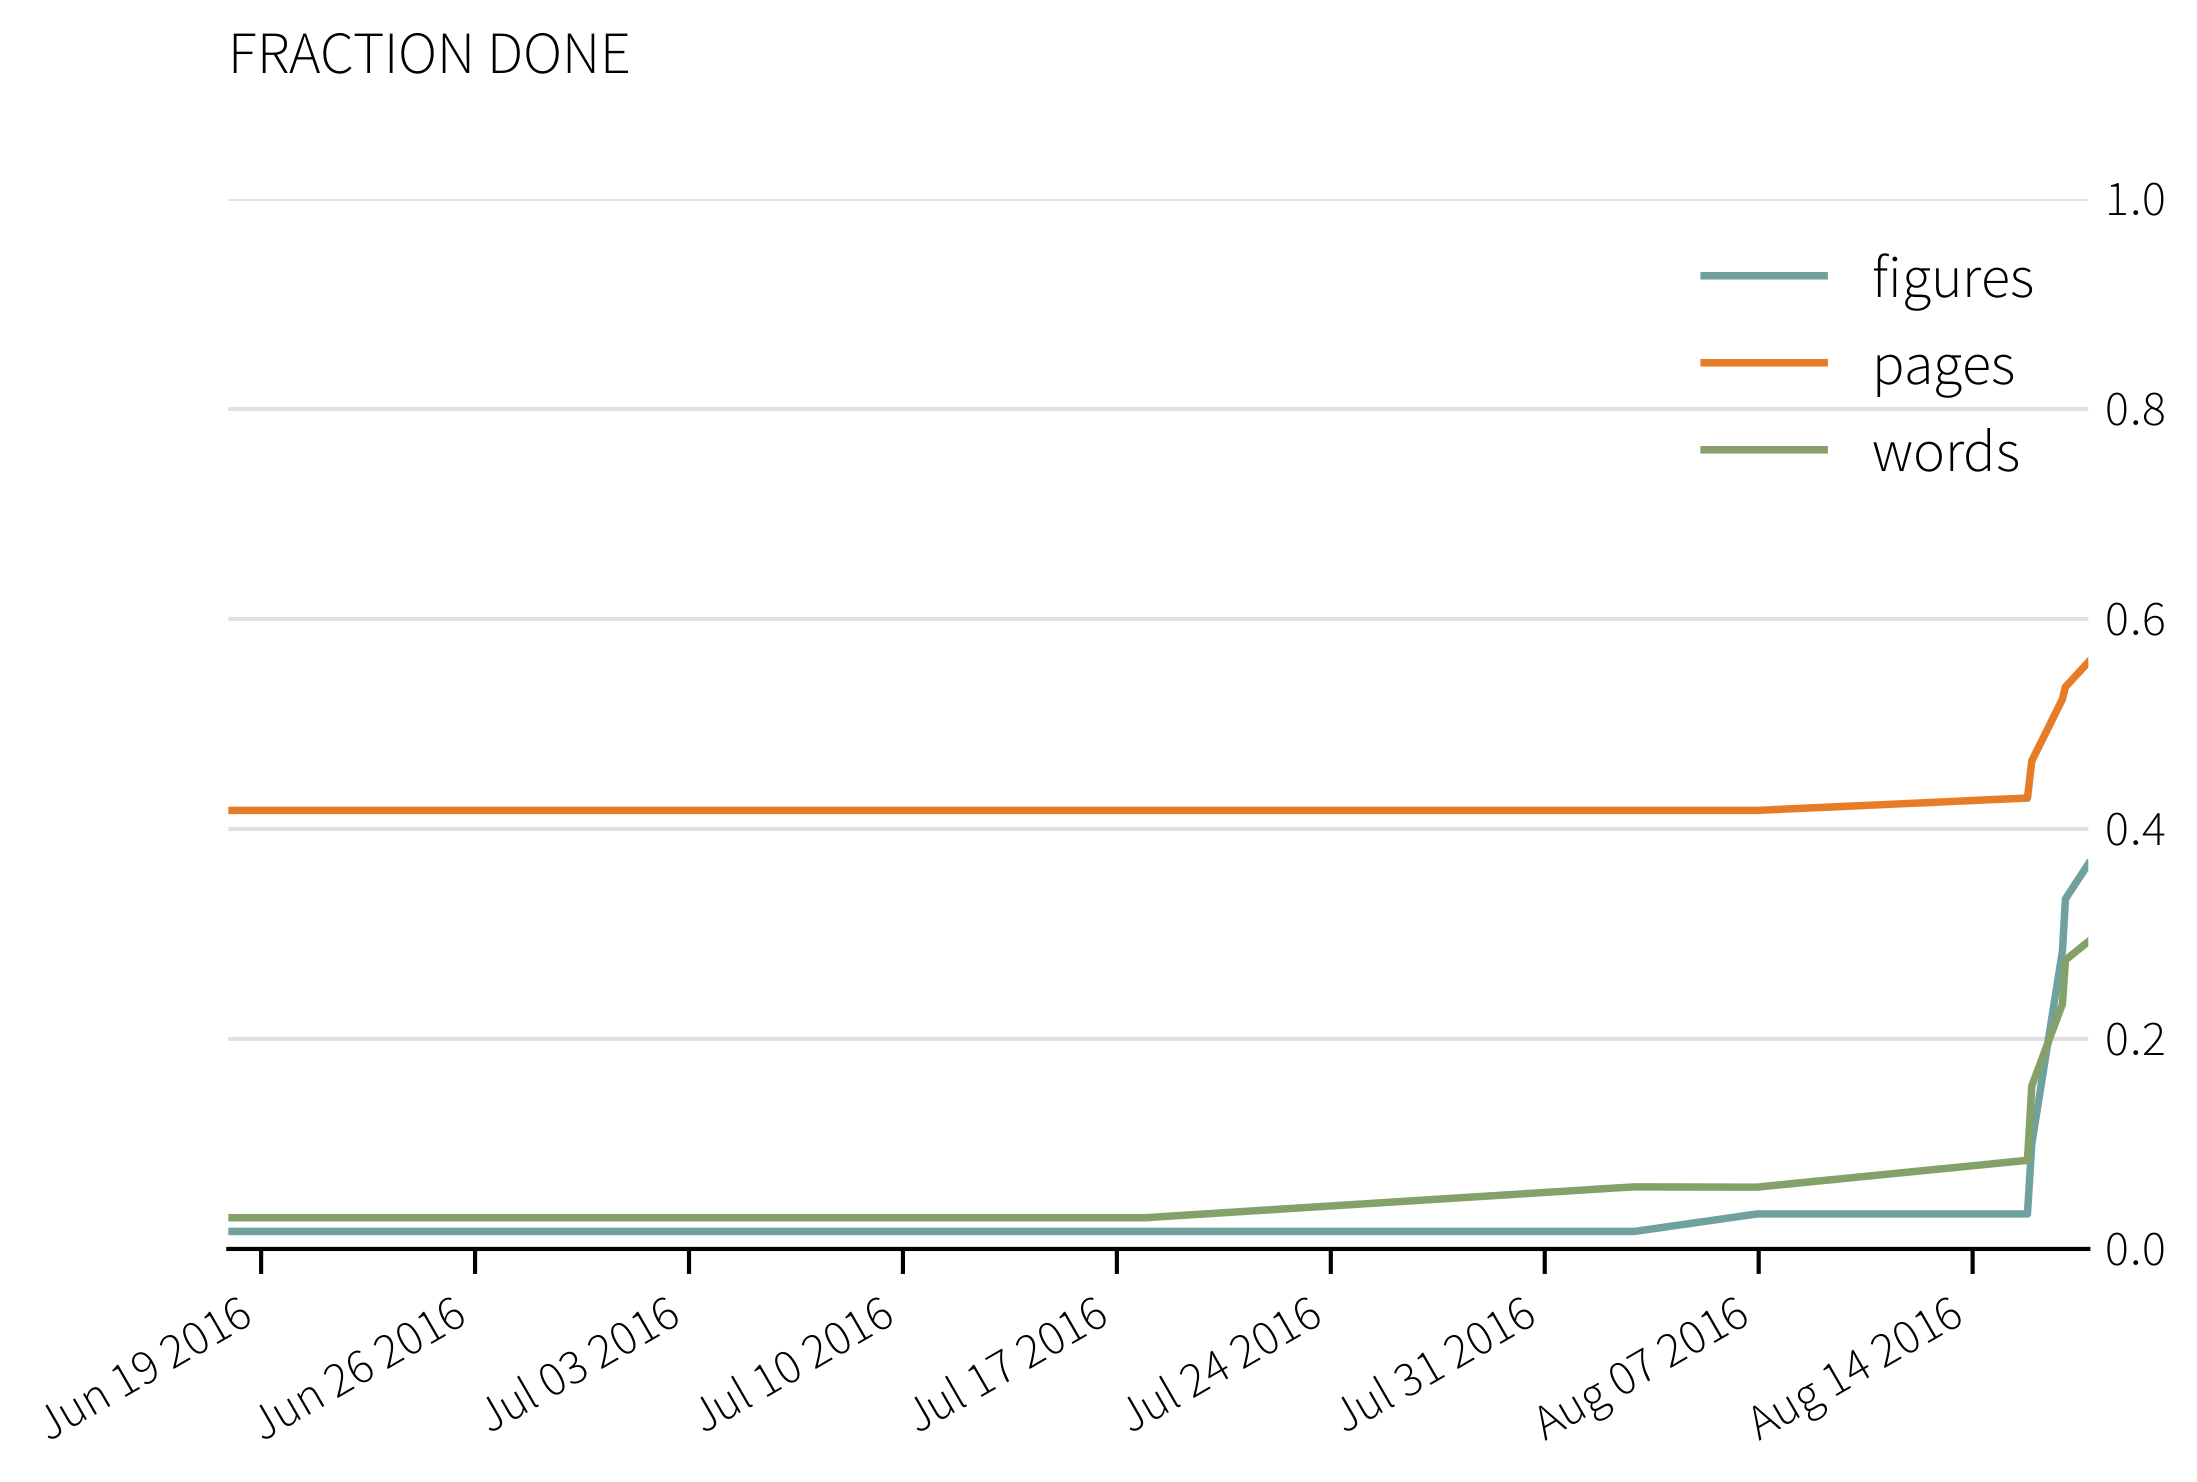 FRACTION DONE
1.0
figures
pages
0.8
words
0.6
0.4
0.2
0.0
Jun 19 2016
Jun 26 2016
Jul 03 2016
Jul 10 2016
Jul 17 2016
Jul 24 2016
Jul 31 2016
Aug 07 2016
Aug 14 2016